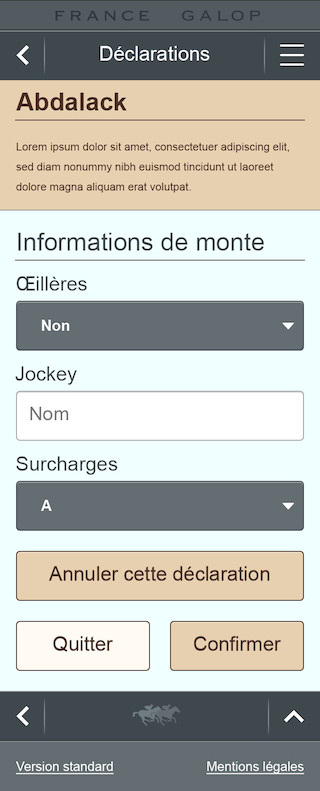 FRANCE GALOP
Déclarations
Abdalack
Lorem ipsum dolor sit amet, consectetuer adipiscing elit,
sed diam nonummy nibh euismod tincidunt ut laoreet
dolore magna aliquam erat volutpat.
Informations de monte
Œillères
Non
Jockey
Nom
Surcharges
A
Annuler cette déclaration
Quitter Confirmer
Version standard Mentions légales